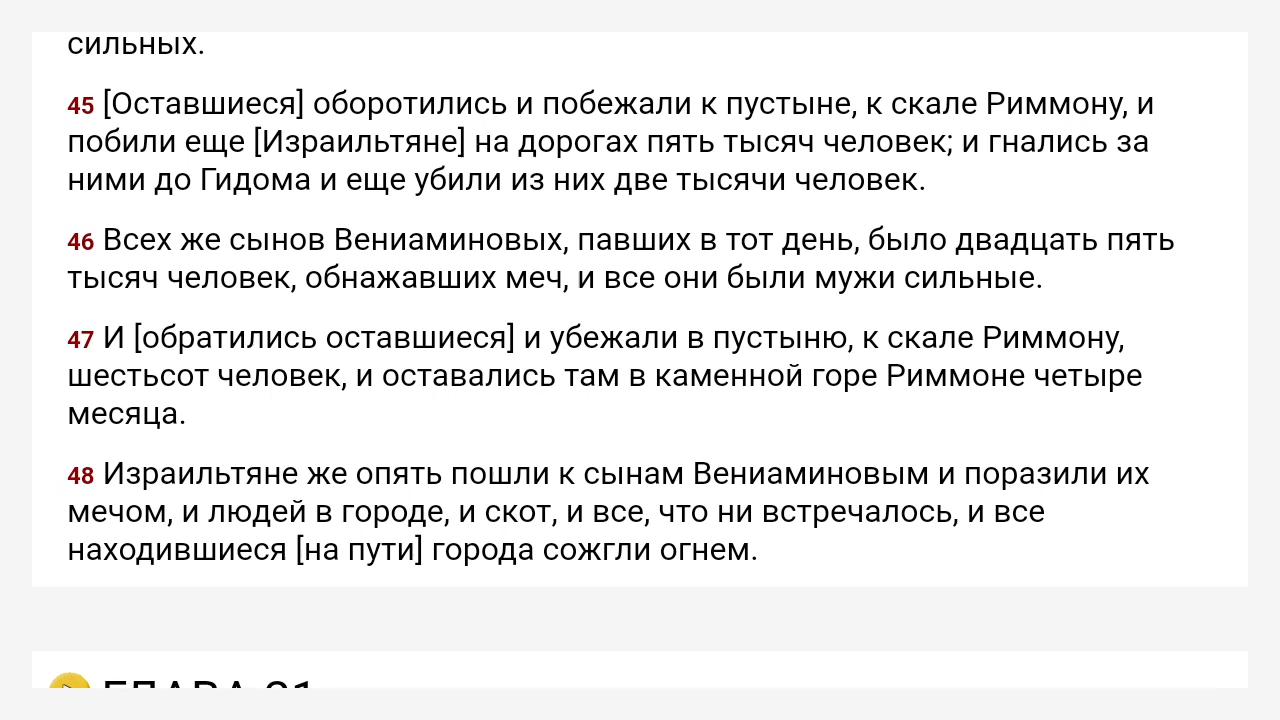 сильных.
45 [Оставшиеся] оборотились и побежали к пустыне, к скале Риммону, и
побили еще [Израильтяне] на дорогах пять тысяч человек; и гнались за
ними до Гидома и еще убили из них две тысячи человек.
46 Всех же сынов Вениаминовых, павших в тот день, было двадцать пять
тысяч человек, обнажавших меч, и все они были мужи сильные.
47 И [обратились оставшиеся] и убежали в пустыню, к скале Риммону,
шестьсот человек, и оставались там в каменной горе Риммоне четыре
месяца.
48 Израильтяне же опять пошли к сынам Вениаминовым и поразили их
мечом, и людей в городе, и скот, и все, что ни встречалось, и все
находившиеся [на пути] города сожгли огнем.
ГЛАВА 21